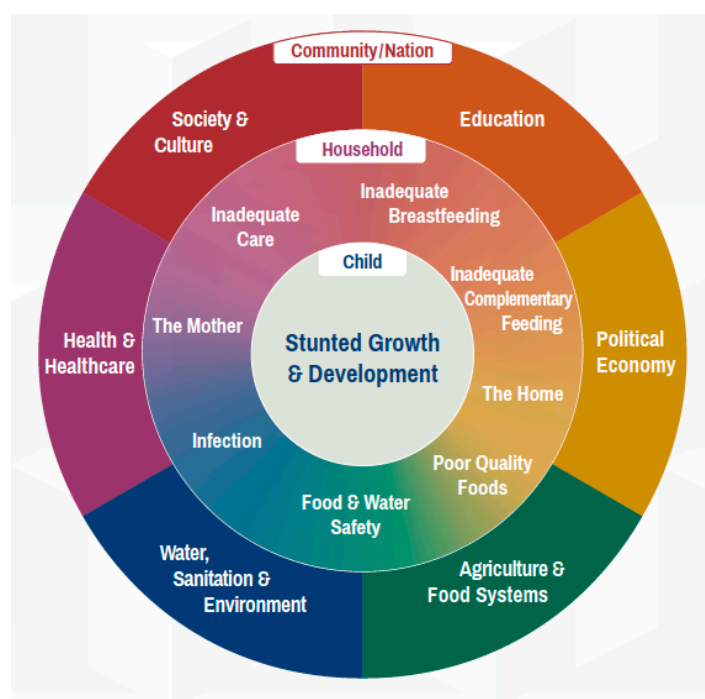 Community/Nation
Society &
Culture
Education
Household
Inadequate
Breastfeeding
Inadequate
Care
Child
Inadequate
Complementary
Feeding
The Mother
Health &
Healthcare
Stunted Growth
& Development
Political
Economy
The Home
Infection
Poor Quality
Foods
Food & Water
Safety
Water,
Sanitation &
Environment
Agriculture &
Food Systems